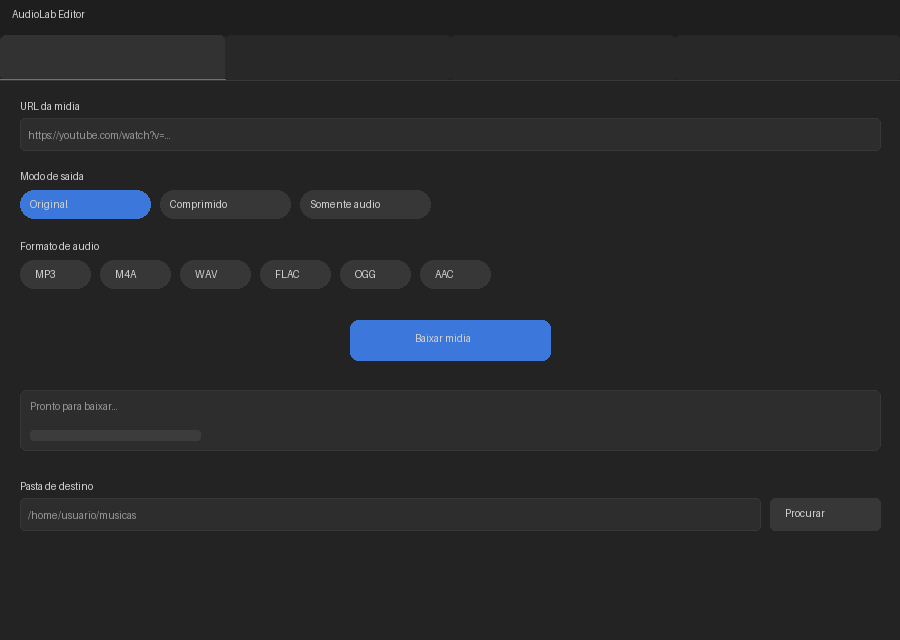 AudioLab Editor
URL da midia
https://youtube.com/watch?v=...
Modo de saida
Original Comprimido Somente audio
Formato de audio
MP3 M4A WAV FLAC OGG AAC
Baixar midia
Pronto para baixar...
Pasta de destino
/home/usuario/musicas Procurar